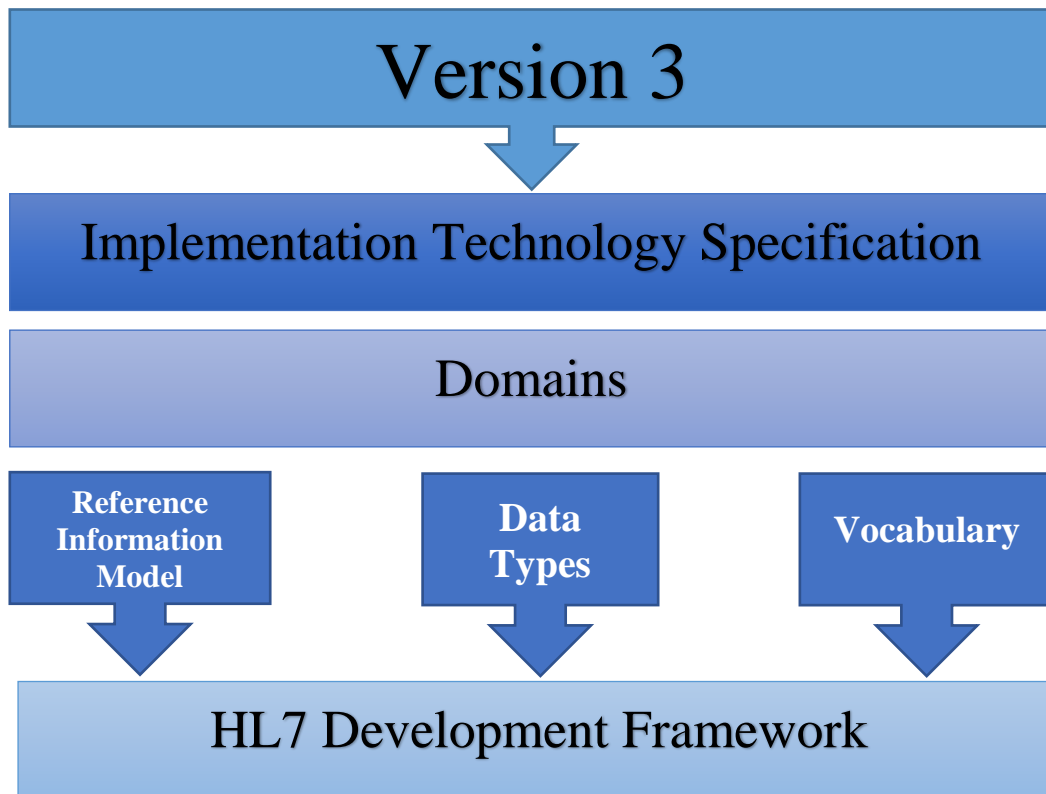 Version 3
Implementation Technology Specification
Domains
Reference
Information
Model
Data
Types
Vocabulary
HL7 Development Framework